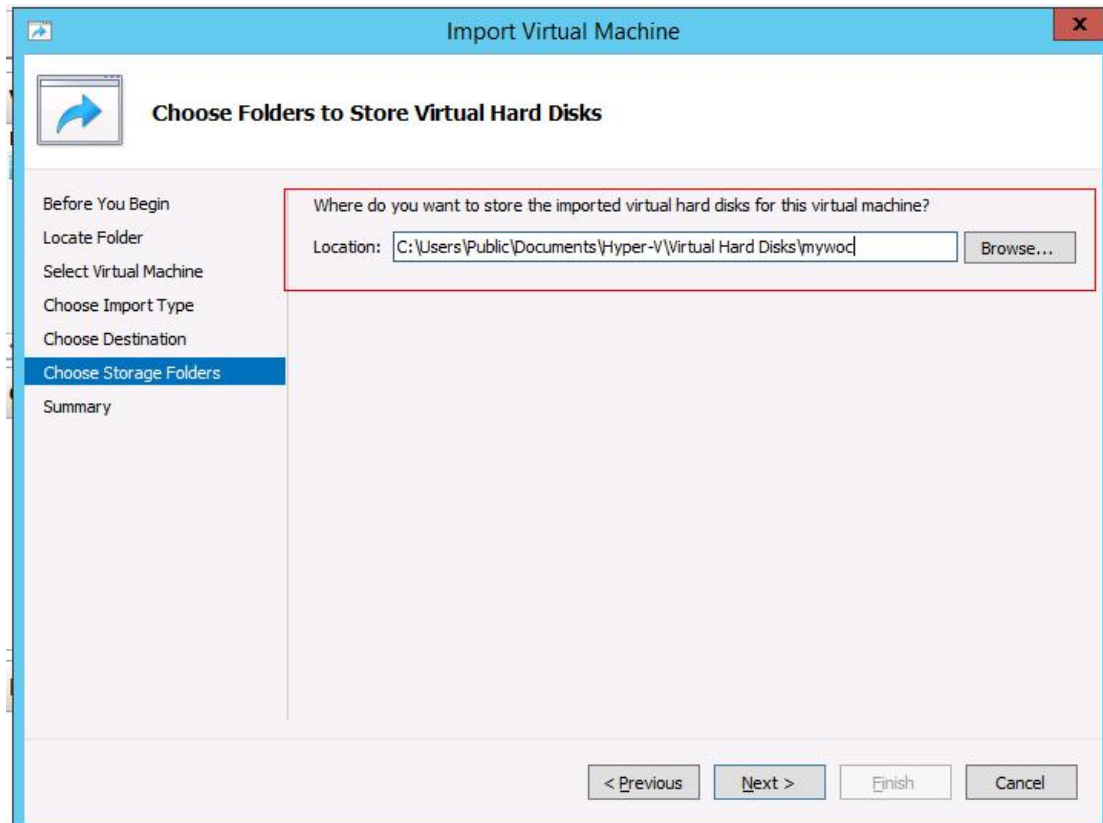 Import Virtual Machine
x
Choose Folders to Store Virtual Hard Disks
Before You Begin
Locate Folder
Select Virtual Machine
Choose Import Type
Choose Destination
Choose Storage Folders
Summary
Where do you want to store the imported virtual hard disks for this virtual machine?
Location: C:\Users\Public\Documents\Hyper-V\Virtual Hard Disks\mywoc Browse...
< Previous Next > Finish Cancel